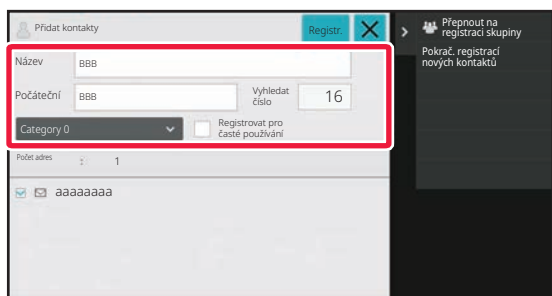 Přidat kontakty
Registr.
Název
BBB
Počáteční
BBB
Vyhledat
číslo
16
Category 0
Registrovat pro
časté používání
Počet adres : 1
aaaaaaaa
Přepnout na
registraci skupiny
Pokrač. registrací
nových kontaktů